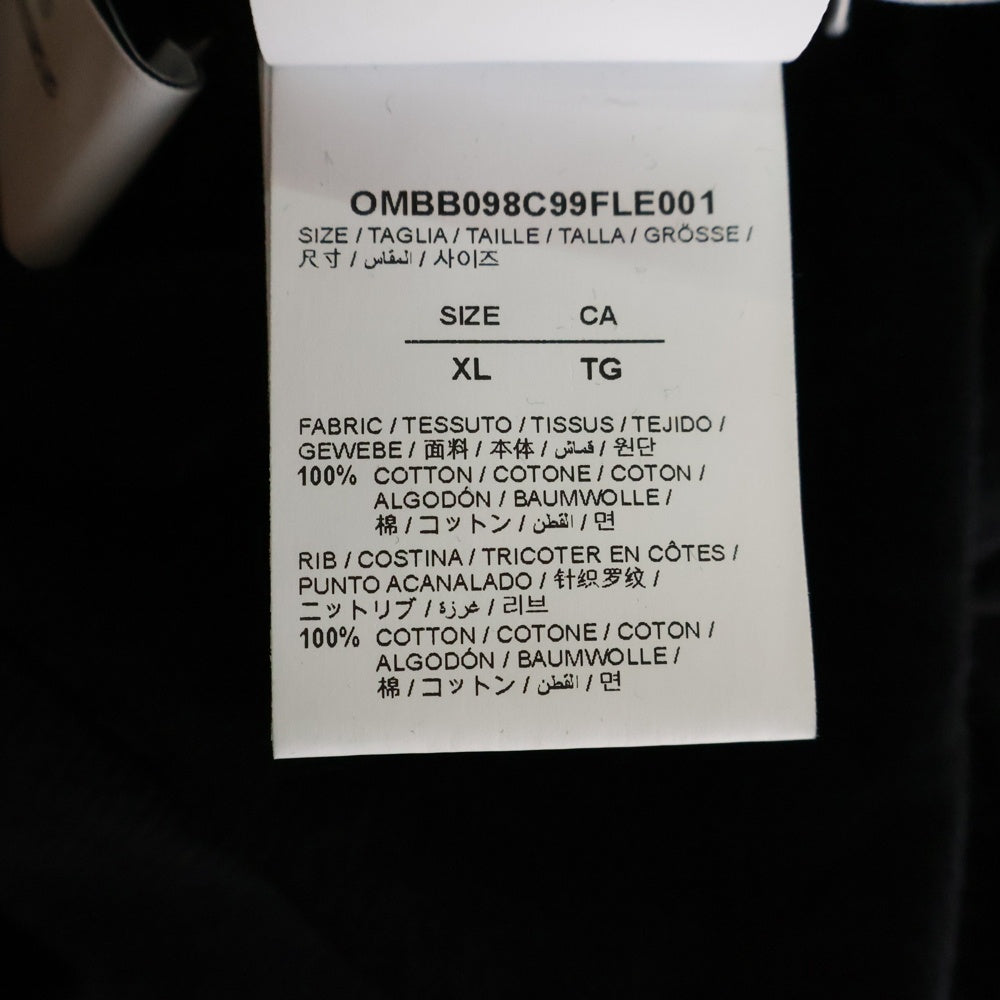 OMBB098C99FLE001
SIZE / TAGLIA / TAILLE / TALLA / GRÖSSE /
尺寸 / المقاس / 사이즈
SIZE CA
XL TG
FABRIC / TESSUTO / TISSUS / TEJIDO /
GEWEBE / 面料 / 本体 / قماش / 원단
100% COTTON / COTONE / COTON /
ALGODÓN / BAUMWOLLE /
棉 / コットン / القطن / 면
RIB / COSTINA / TRICOTER EN CÔTES /
PUNTO ACANALADO / 针织罗纹 /
ニットリブ / غرزة / 리브
100% COTTON / COTONE / COTON /
ALGODÓN / BAUMWOLLE /
棉 / コットン / القطن / 면